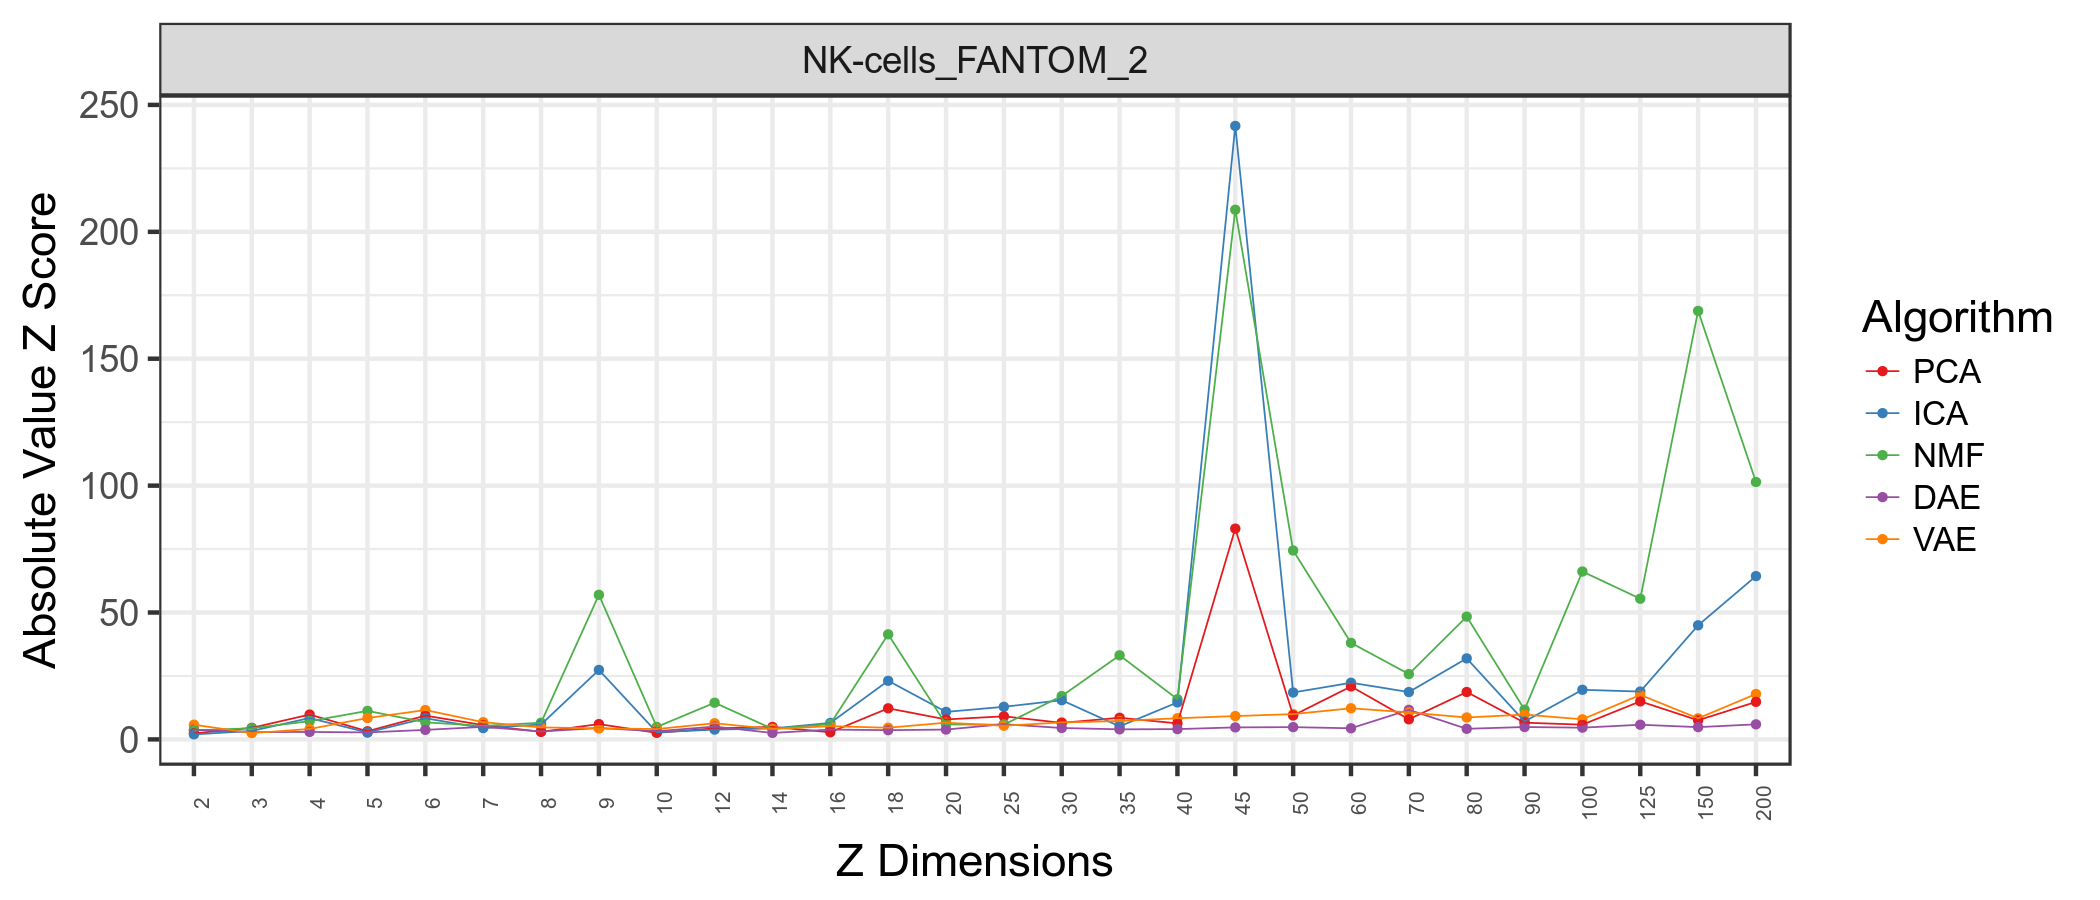 NK-cells_FANTOM_2
Absolute Value Z Score
250
200
150
100
50
0
2 3 4 5 6 7 8 9 10 12 14 16 18 20 25 30 35 40 45 50 60 70 80 90 100 125 150 200
Z Dimensions
Algorithm
PCA
ICA
NMF
DAE
VAE